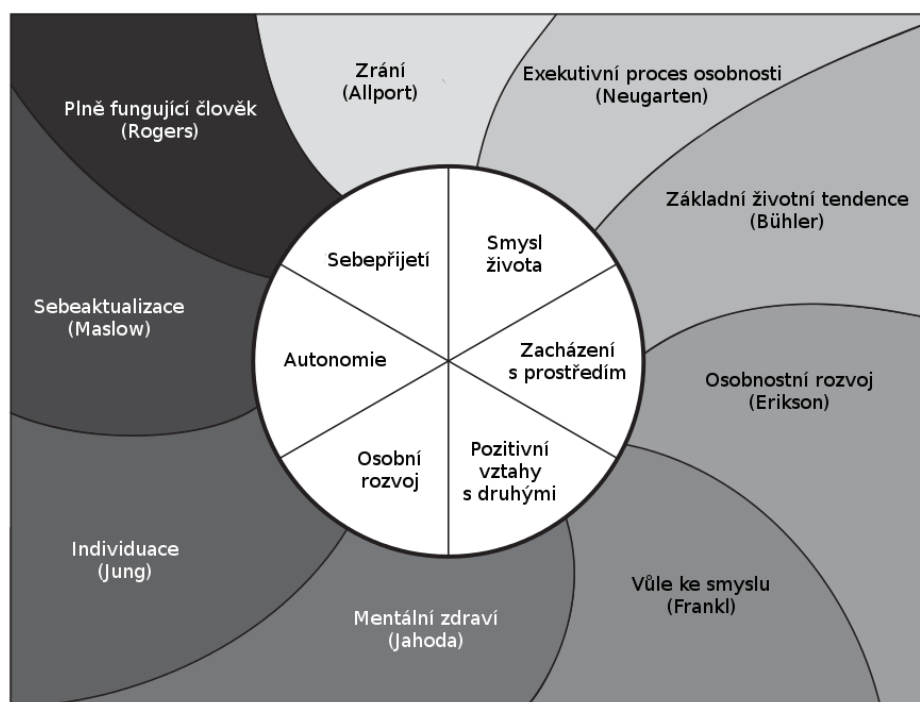 Zrání
(Allport)
Exekutivní proces osobnosti
(Neugarten)
Plně fungující člověk
(Rogers)
Základní životní tendence
(Bühler)
Sebepřijetí
Smysl
života
Sebeaktualizace
(Maslow)
Autonomie
Zacházení
s prostředím
Osobnostní rozvoj
(Erikson)
Osobní
rozvoj
Pozitivní
vztahy
s druhými
Individuace
(Jung)
Vůle ke smyslu
(Frankl)
Mentální zdraví
(Jahoda)